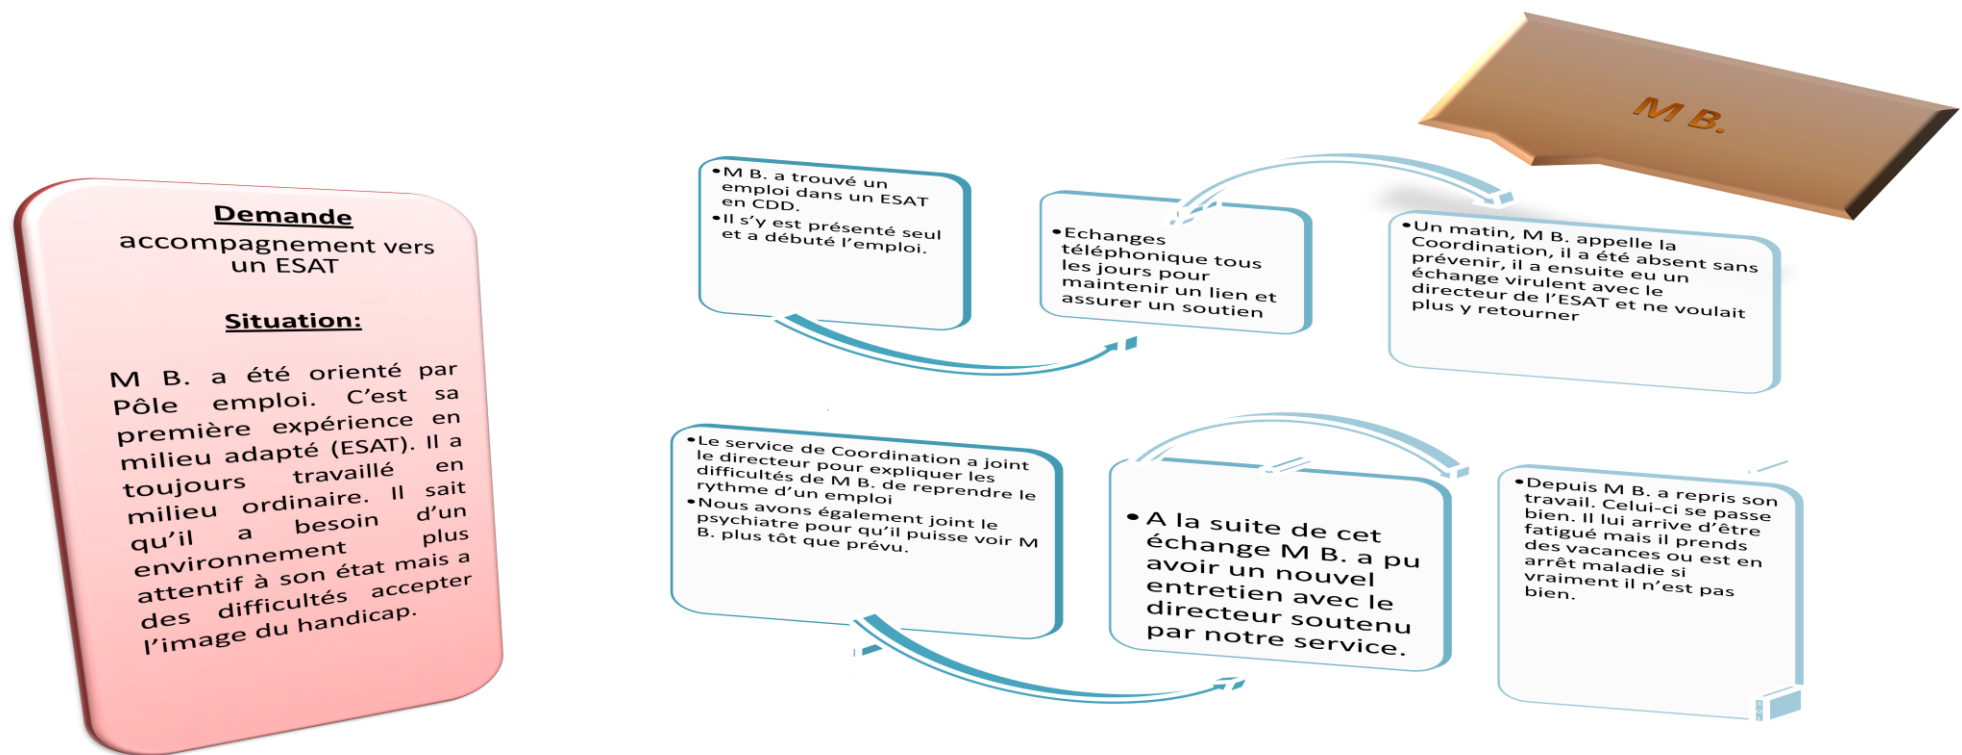 M B.
Demande
accompagnement vers
un ESAT
Situation:
M B. a été orienté par
Pôle emploi. C’est sa
première expérience en
milieu adapté (ESAT). Il a
toujours travaillé en
milieu ordinaire. Il sait
qu’il a besoin d’un
environnement plus
attentif à son état mais a
des difficultés accepter
l’image du handicap.
•M B. a trouvé un
emploi dans un ESAT
en CDD.
•Il s’y est présenté seul
et a débuté l’emploi.
•Echanges
téléphonique tous
les jours pour
maintenir un lien et
assurer un soutien
•Un matin, M B. appelle la
Coordination, il a été absent sans
prévenir, il a ensuite eu un
échange virulent avec le
directeur de l’ESAT et ne voulait
plus y retourner
•Le service de Coordination a joint
le directeur pour expliquer les
difficultés de M B. de reprendre le
rythme d’un emploi
•Nous avons également joint le
psychiatre pour qu’il puisse voir M
B. plus tôt que prévu.
• A la suite de cet
échange M B. a pu
avoir un nouvel
entretien avec le
directeur soutenu
par notre service.
•Depuis M B. a repris son
travail. Celui-ci se passe
bien. Il lui arrive d’être
fatigué mais il prends
des vacances ou est en
arrêt maladie si
vraiment il n’est pas
bien.